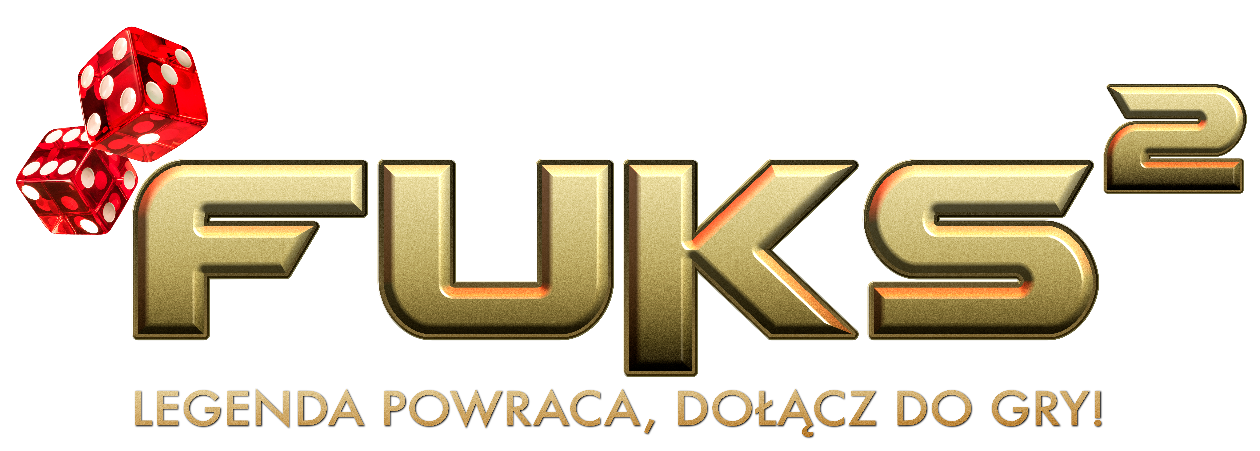 FUKS²
LEGENDA POWRACA, DOŁĄCZ DO GRY!